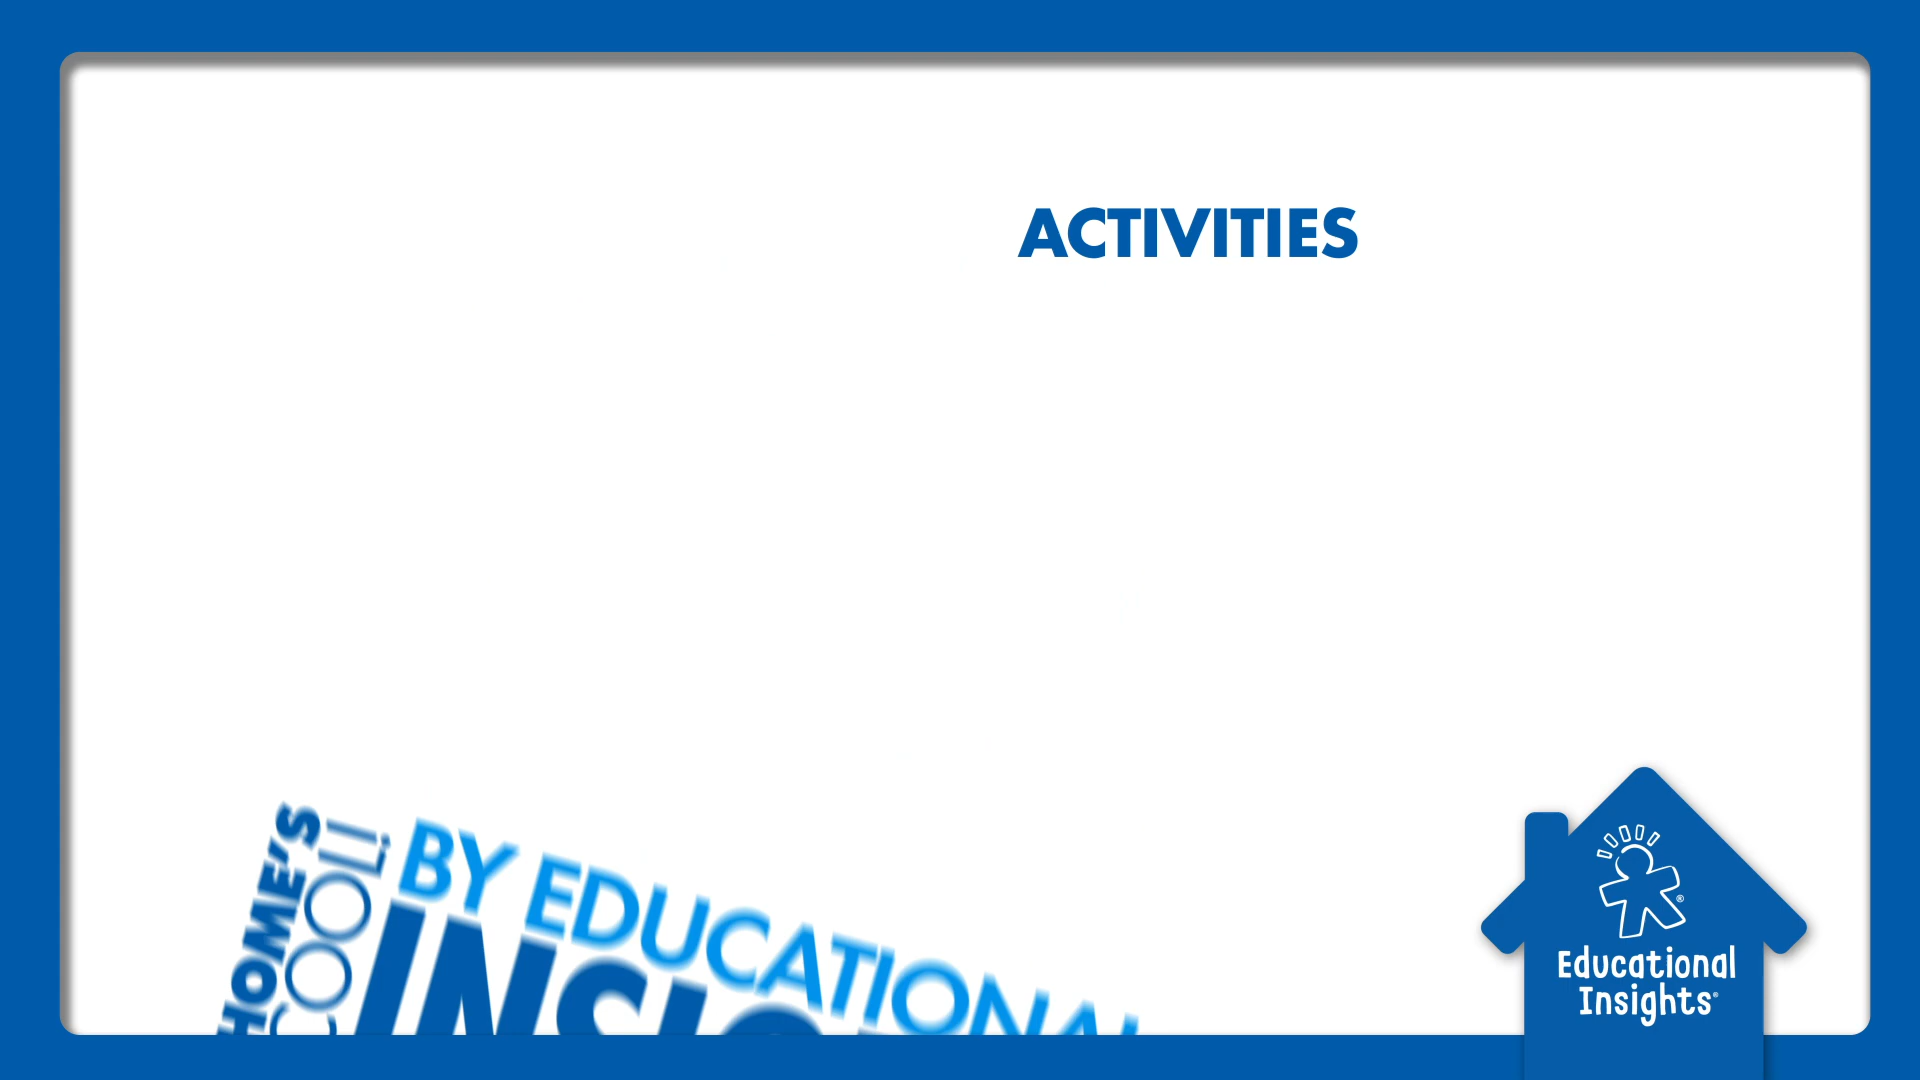 ACTIVITIES
HOME'S
COOL!
BY EDUCATIONAL
Educational
Insights®